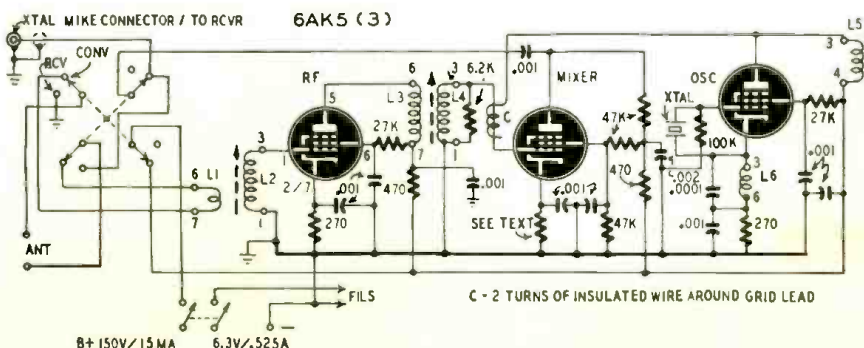 XTAL MIKE CONNECTOR / TO RCVR
6AK5 (3)
L5
CONV
RCV
RF
MIXER
OSC
XTAL
.001
3
4
5
6
7
L3
3
1
L4
6.2K
C
27K
47K
100K
27K
L1
6
7
3
1
L2
1
6
2/7
.001
470
.001
470
.002
.0001
3
L6
6
.001
ANT
270
SEE TEXT
.001
47K
.001
270
FILS
C - 2 TURNS OF INSULATED WIRE AROUND GRID LEAD
B+ 150V/15MA
6.3V/.525A
—